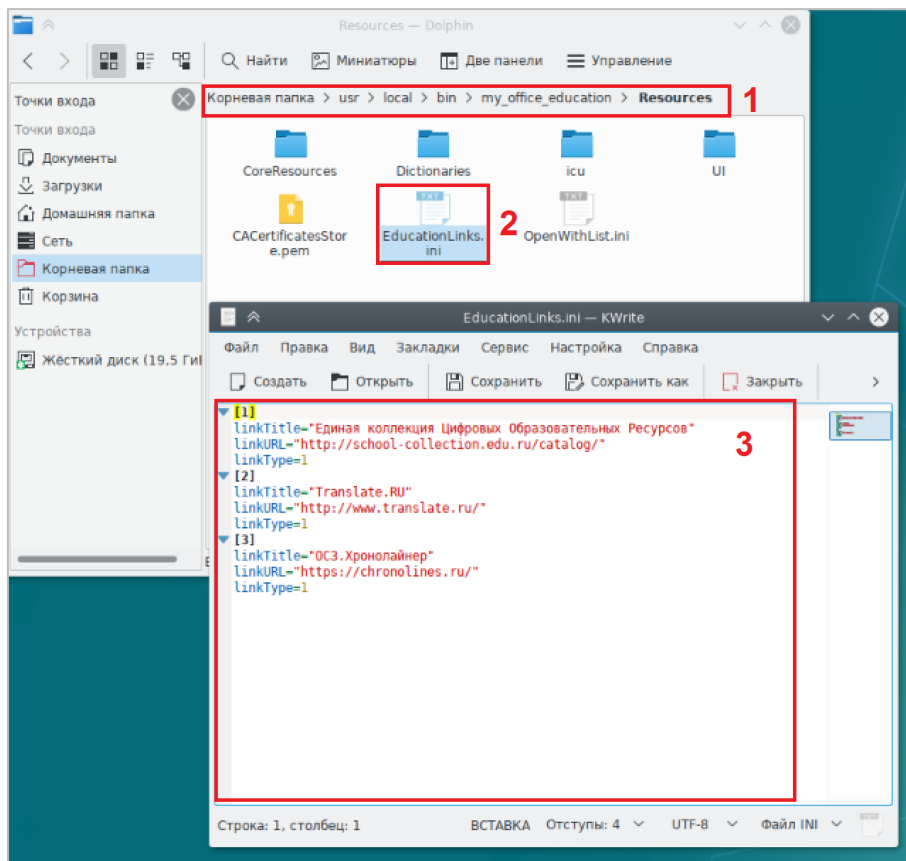 Resources — Dolphin
Найти Миниатюры Две панели Управление
Точки входа
Корневая папка > usr > local > bin > my_office_education > Resources 1
Точки входа
Документы
Загрузки
Домашняя папка
Сеть
Корневая папка
Корзина
Устройства
Жёсткий диск (19,5 Ги
CoreResources Dictionaries icu UI
TXT TXT
CACertificatesStor
e.pem
EducationLinks.
ini
2
OpenWithList.ini
EducationLinks.ini — KWrite
Файл Правка Вид Закладки Сервис Настройка Справка
Создать Открыть Сохранить Сохранить как Закрыть >
[1]
linkTitle="Единая коллекция Цифровых Образовательных Ресурсов"
linkURL="http://school-collection.edu.ru/catalog/"
linkType=1
[2]
linkTitle="Translate.RU"
linkURL="http://www.translate.ru/"
linkType=1
[3]
linkTitle="ОС3.Хронолайнер"
linkURL="https://chronolines.ru/"
linkType=1
3
Строка: 1, столбец: 1 ВСТАВКА Отступы: 4 UTF-8 Файл INI